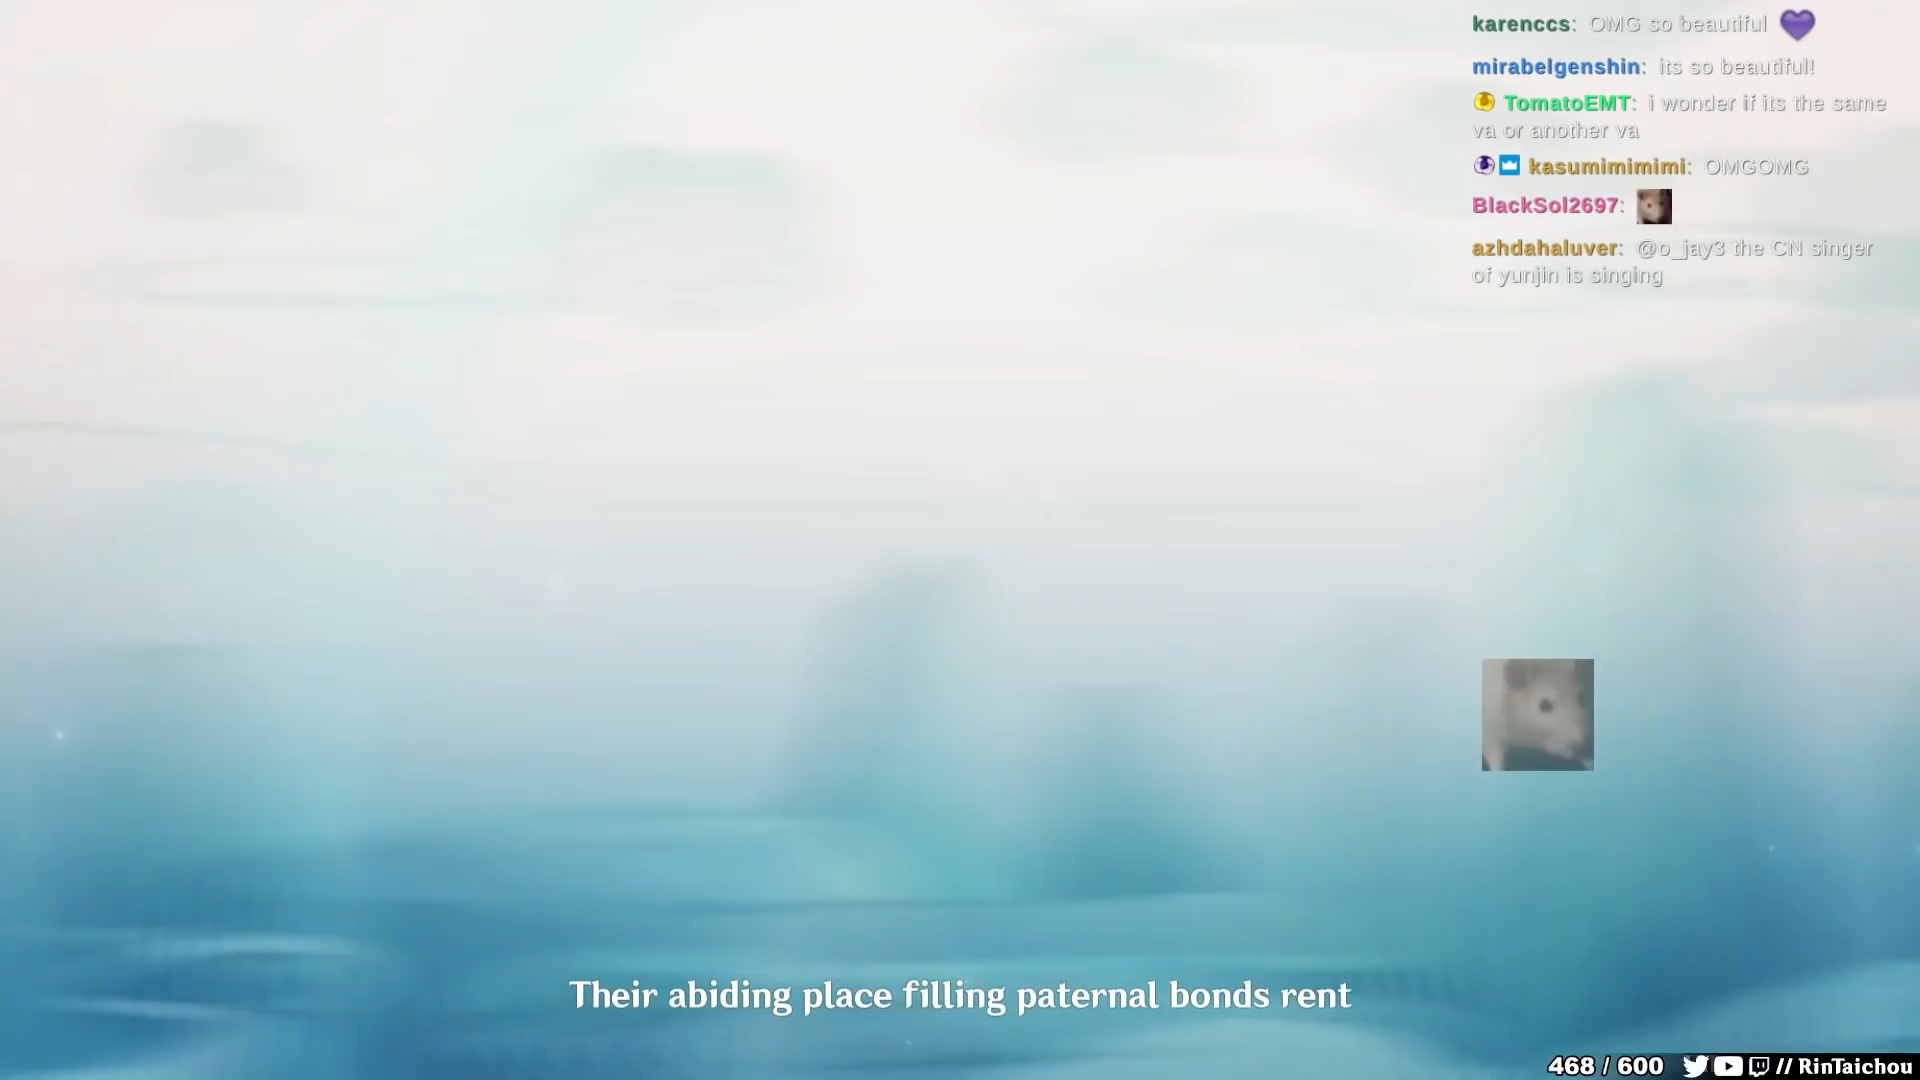 karenccs: OMG so beautiful
mirabelgenshin: its so beautiful!
TomatoEMT: i wonder if its the same
va or another va
kasumimimimi: OMGOMG
BlackSol2697:
azhdahaluver: @o_jay3 the CN singer
of yunjin is singing
Their abiding place filling paternal bonds rent
468 / 600 // RinTaichou